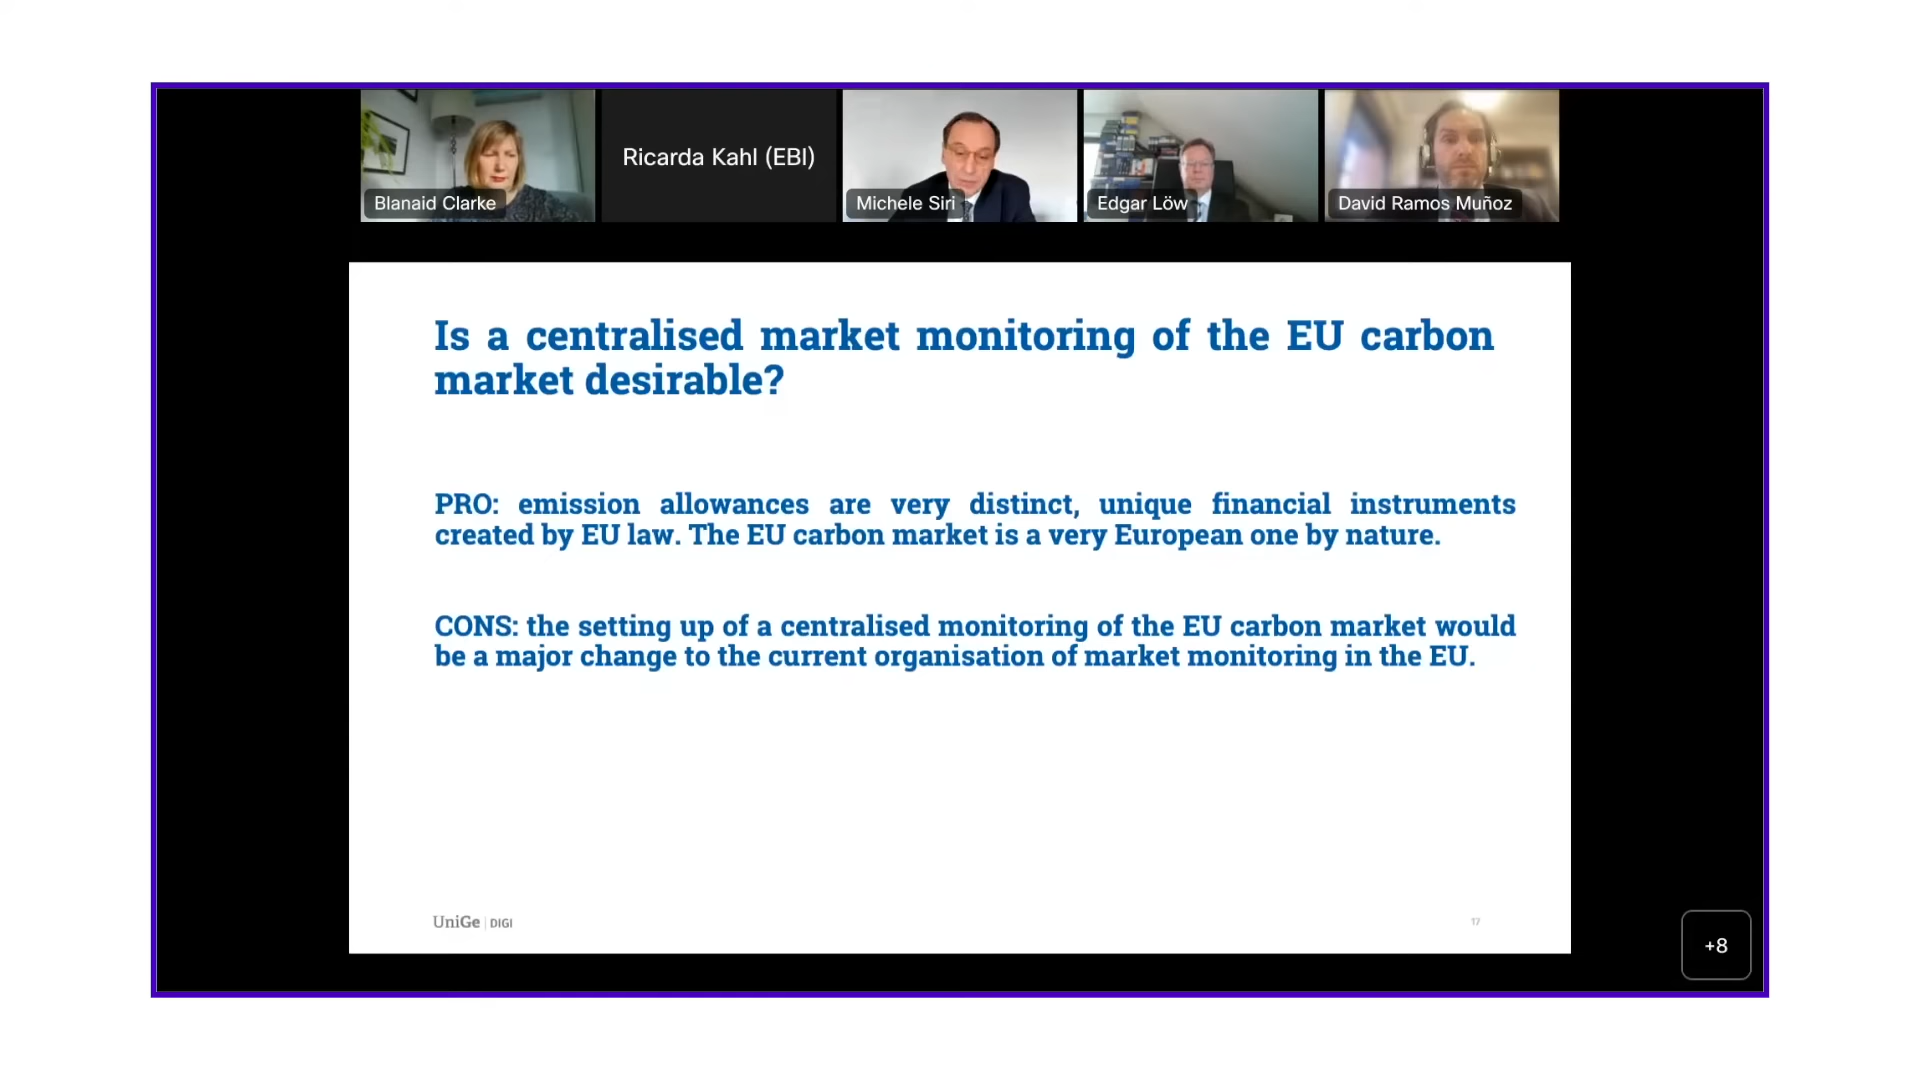 Blanaid Clarke
Ricarda Kahl (EBI)
Michele Siri
Edgar Löw
David Ramos Muñoz
Is a centralised market monitoring of the EU carbon
market desirable?
PRO: emission allowances are very distinct, unique financial instruments
created by EU law. The EU carbon market is a very European one by nature.
CONS: the setting up of a centralised monitoring of the EU carbon market would
be a major change to the current organisation of market monitoring in the EU.
UniGe | DIGI
17
+8